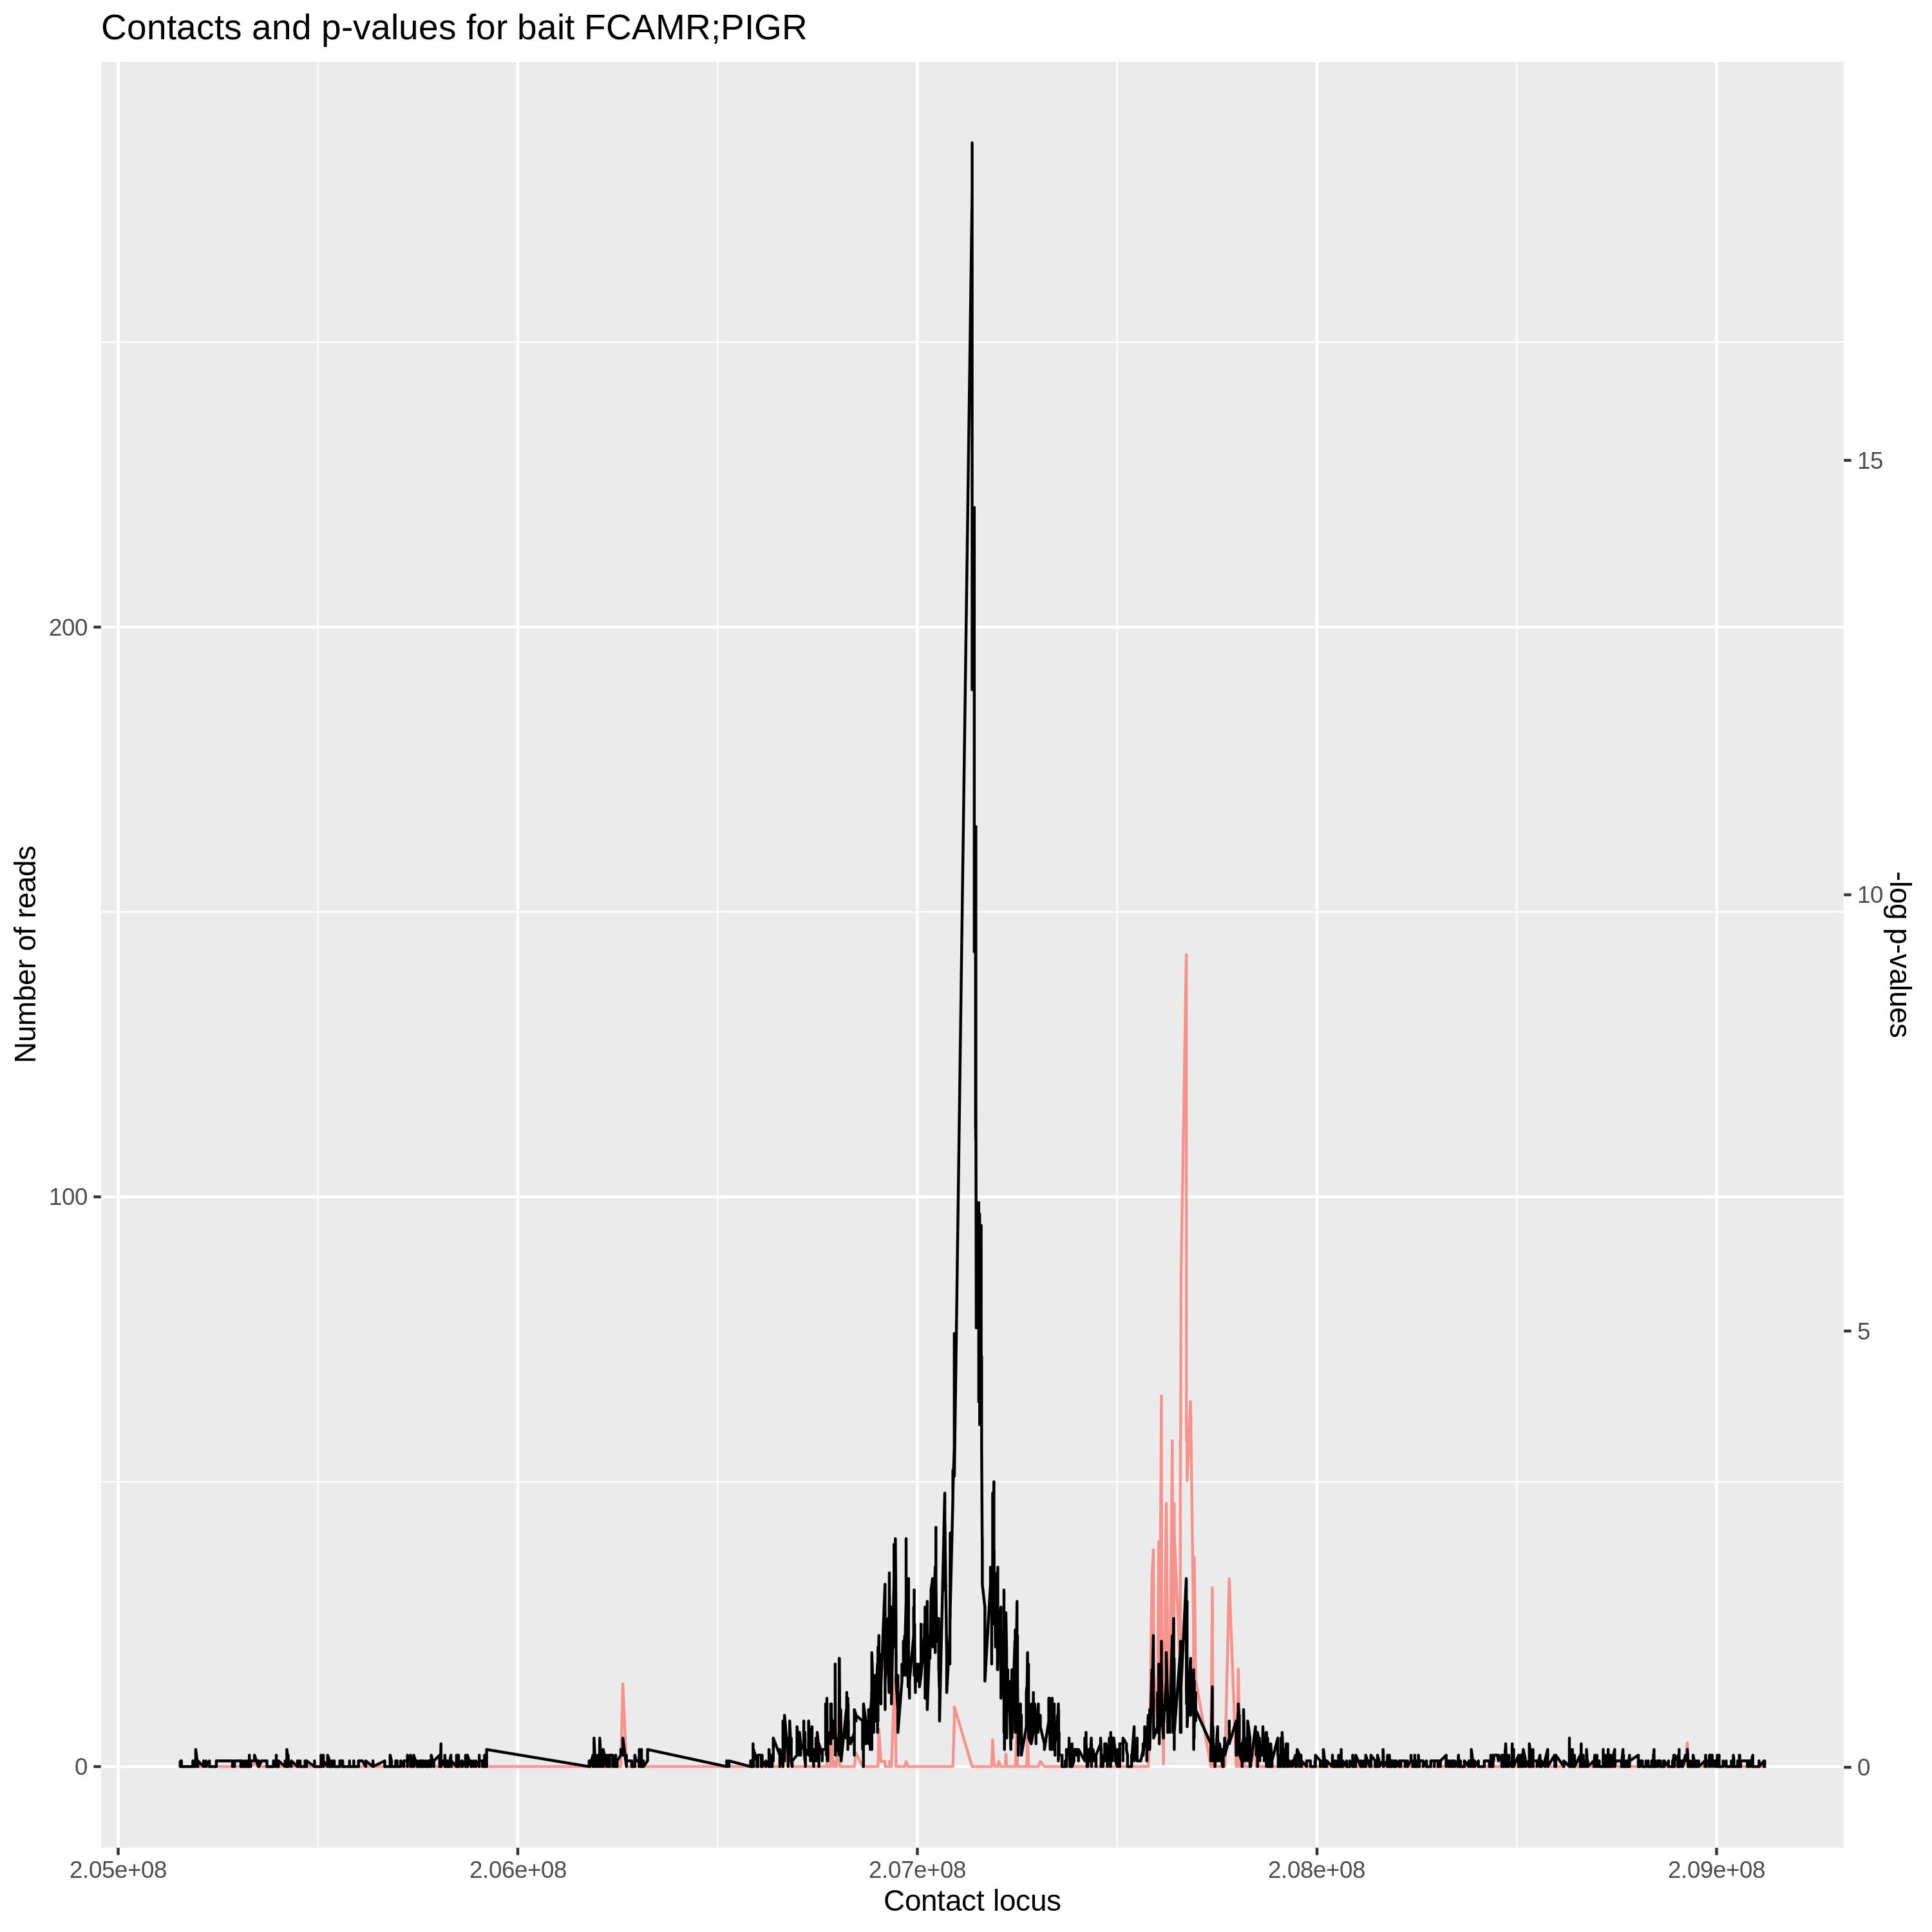 Contacts and p-values for bait FCAMR;PIGR
Number of reads
200
100
0
15
10
5
0
-log p-values
2.05e+08
2.06e+08
2.07e+08
2.08e+08
2.09e+08
Contact locus